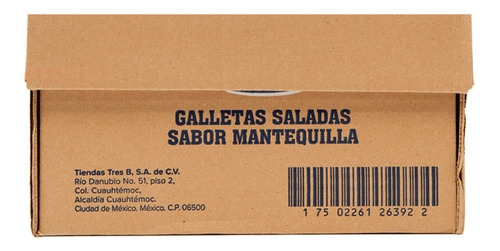 GALLETAS SALADAS
SABOR MANTEQUILLA
Tiendas Tres B, S.A. de C.V.
Río Danubio No. 51, piso 2,
Col. Cuauhtémoc,
Alcaldía Cuauhtémoc.
Ciudad de México. México. C.P. 06500
1 75 02261 26392 2